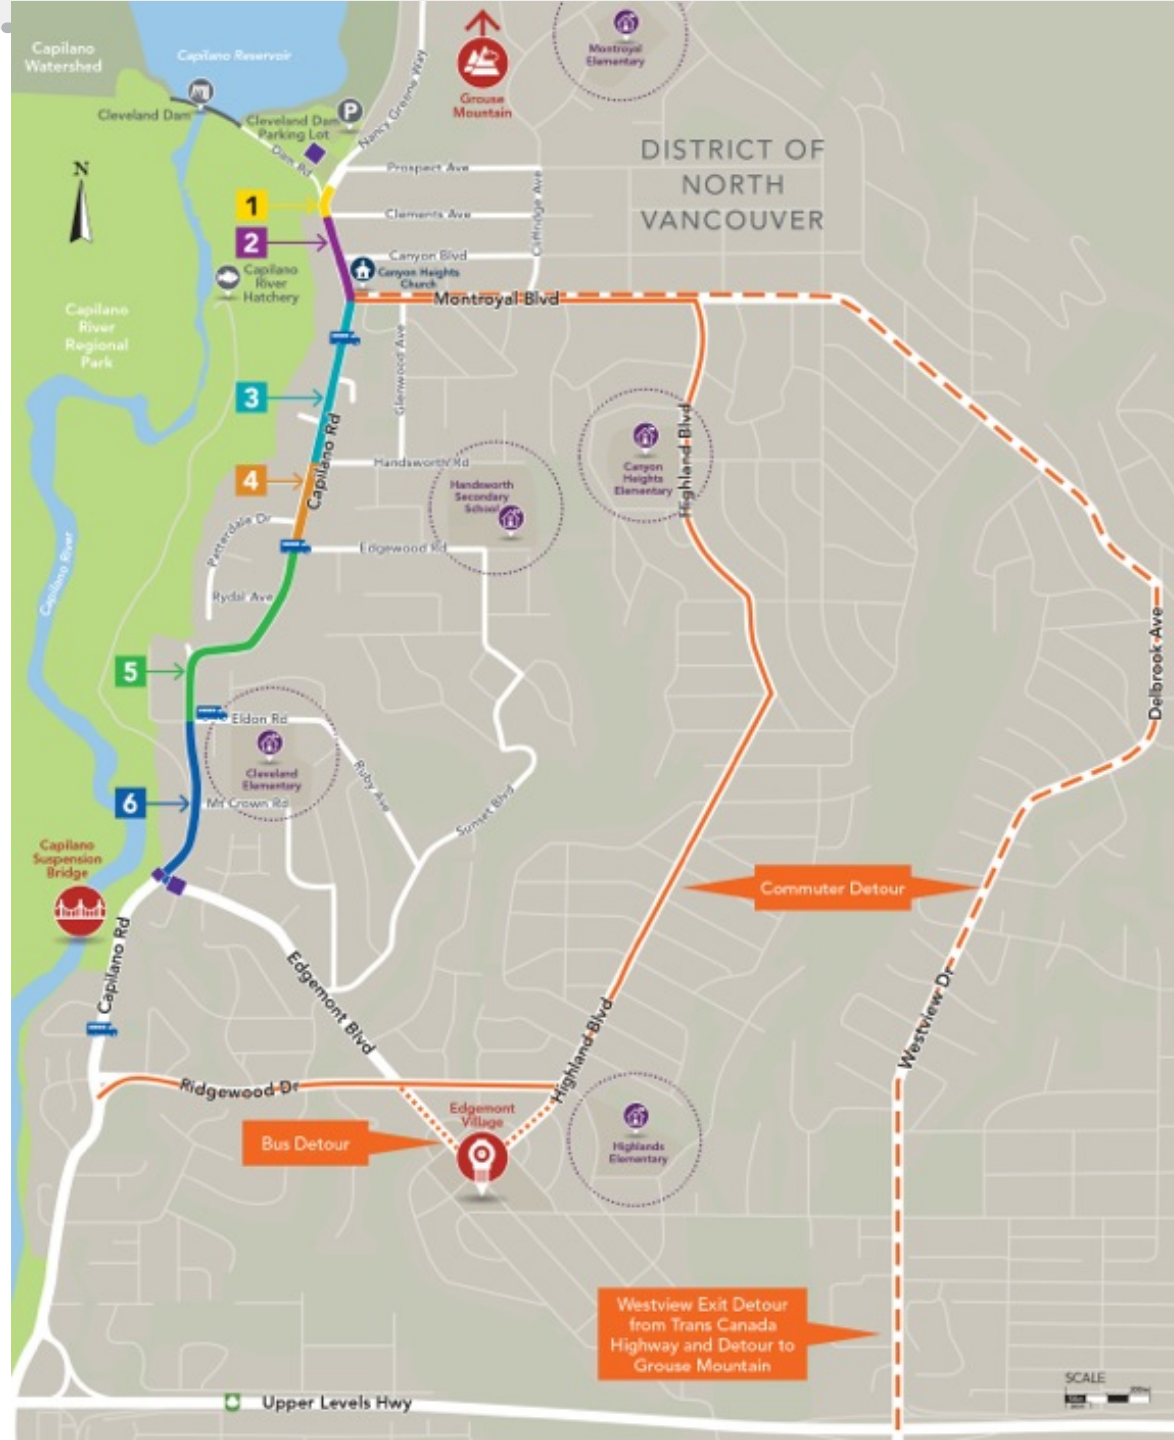 Capilano
Watershed
Capilano Reservoir
Cleveland Dam
Cleveland Dam
Parking Lot
P
Dam Rd
Nancy Greene Way
Grouse
Mountain
Montroyal
Elementary
DISTRICT OF
NORTH
VANCOUVER
N
Prospect Ave
1
Clements Ave
Cliffridge Ave
2
Canyon Blvd
Canyon Heights
Church
Capilano
River
Hatchery
Montroyal Blvd
Capilano
River
Regional
Park
Glenwood Ave
3
Capilano Rd
Highland Blvd
Canyon
Heights
Elementary
Handsworth Rd
4
Handsworth
Secondary
School
Patterdale Dr
Edgewood Rd
Capilano River
Rydal Ave
Delbrook Ave
5
Eldon Rd
Cleveland
Elementary
Ruby Ave
6
Mt Crown Rd
Sunset Blvd
Capilano
Suspension
Bridge
Commuter Detour
Capilano Rd
Edgemont Blvd
Westview Dr
Highland Blvd
Ridgewood Dr
Edgemont
Village
Bus Detour
Highlands
Elementary
Westview Exit Detour
from Trans Canada
Highway and Detour to
Grouse Mountain
SCALE
Upper Levels Hwy